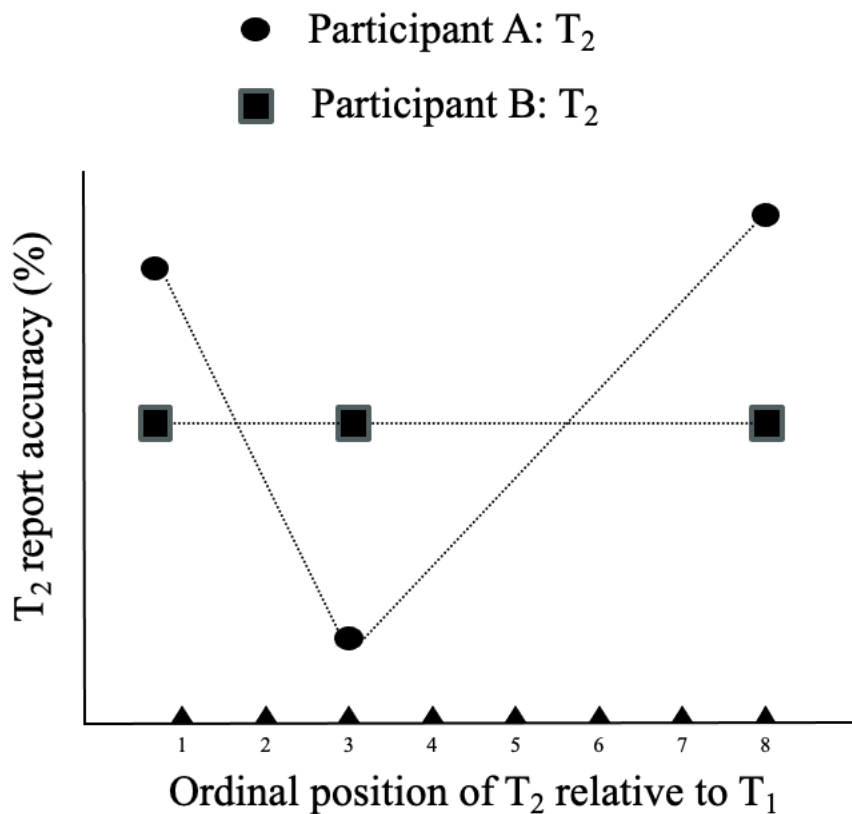 Participant A: T₂
Participant B: T₂
T₂ report accuracy (%)
1 2 3 4 5 6 7 8
Ordinal position of T₂ relative to T₁